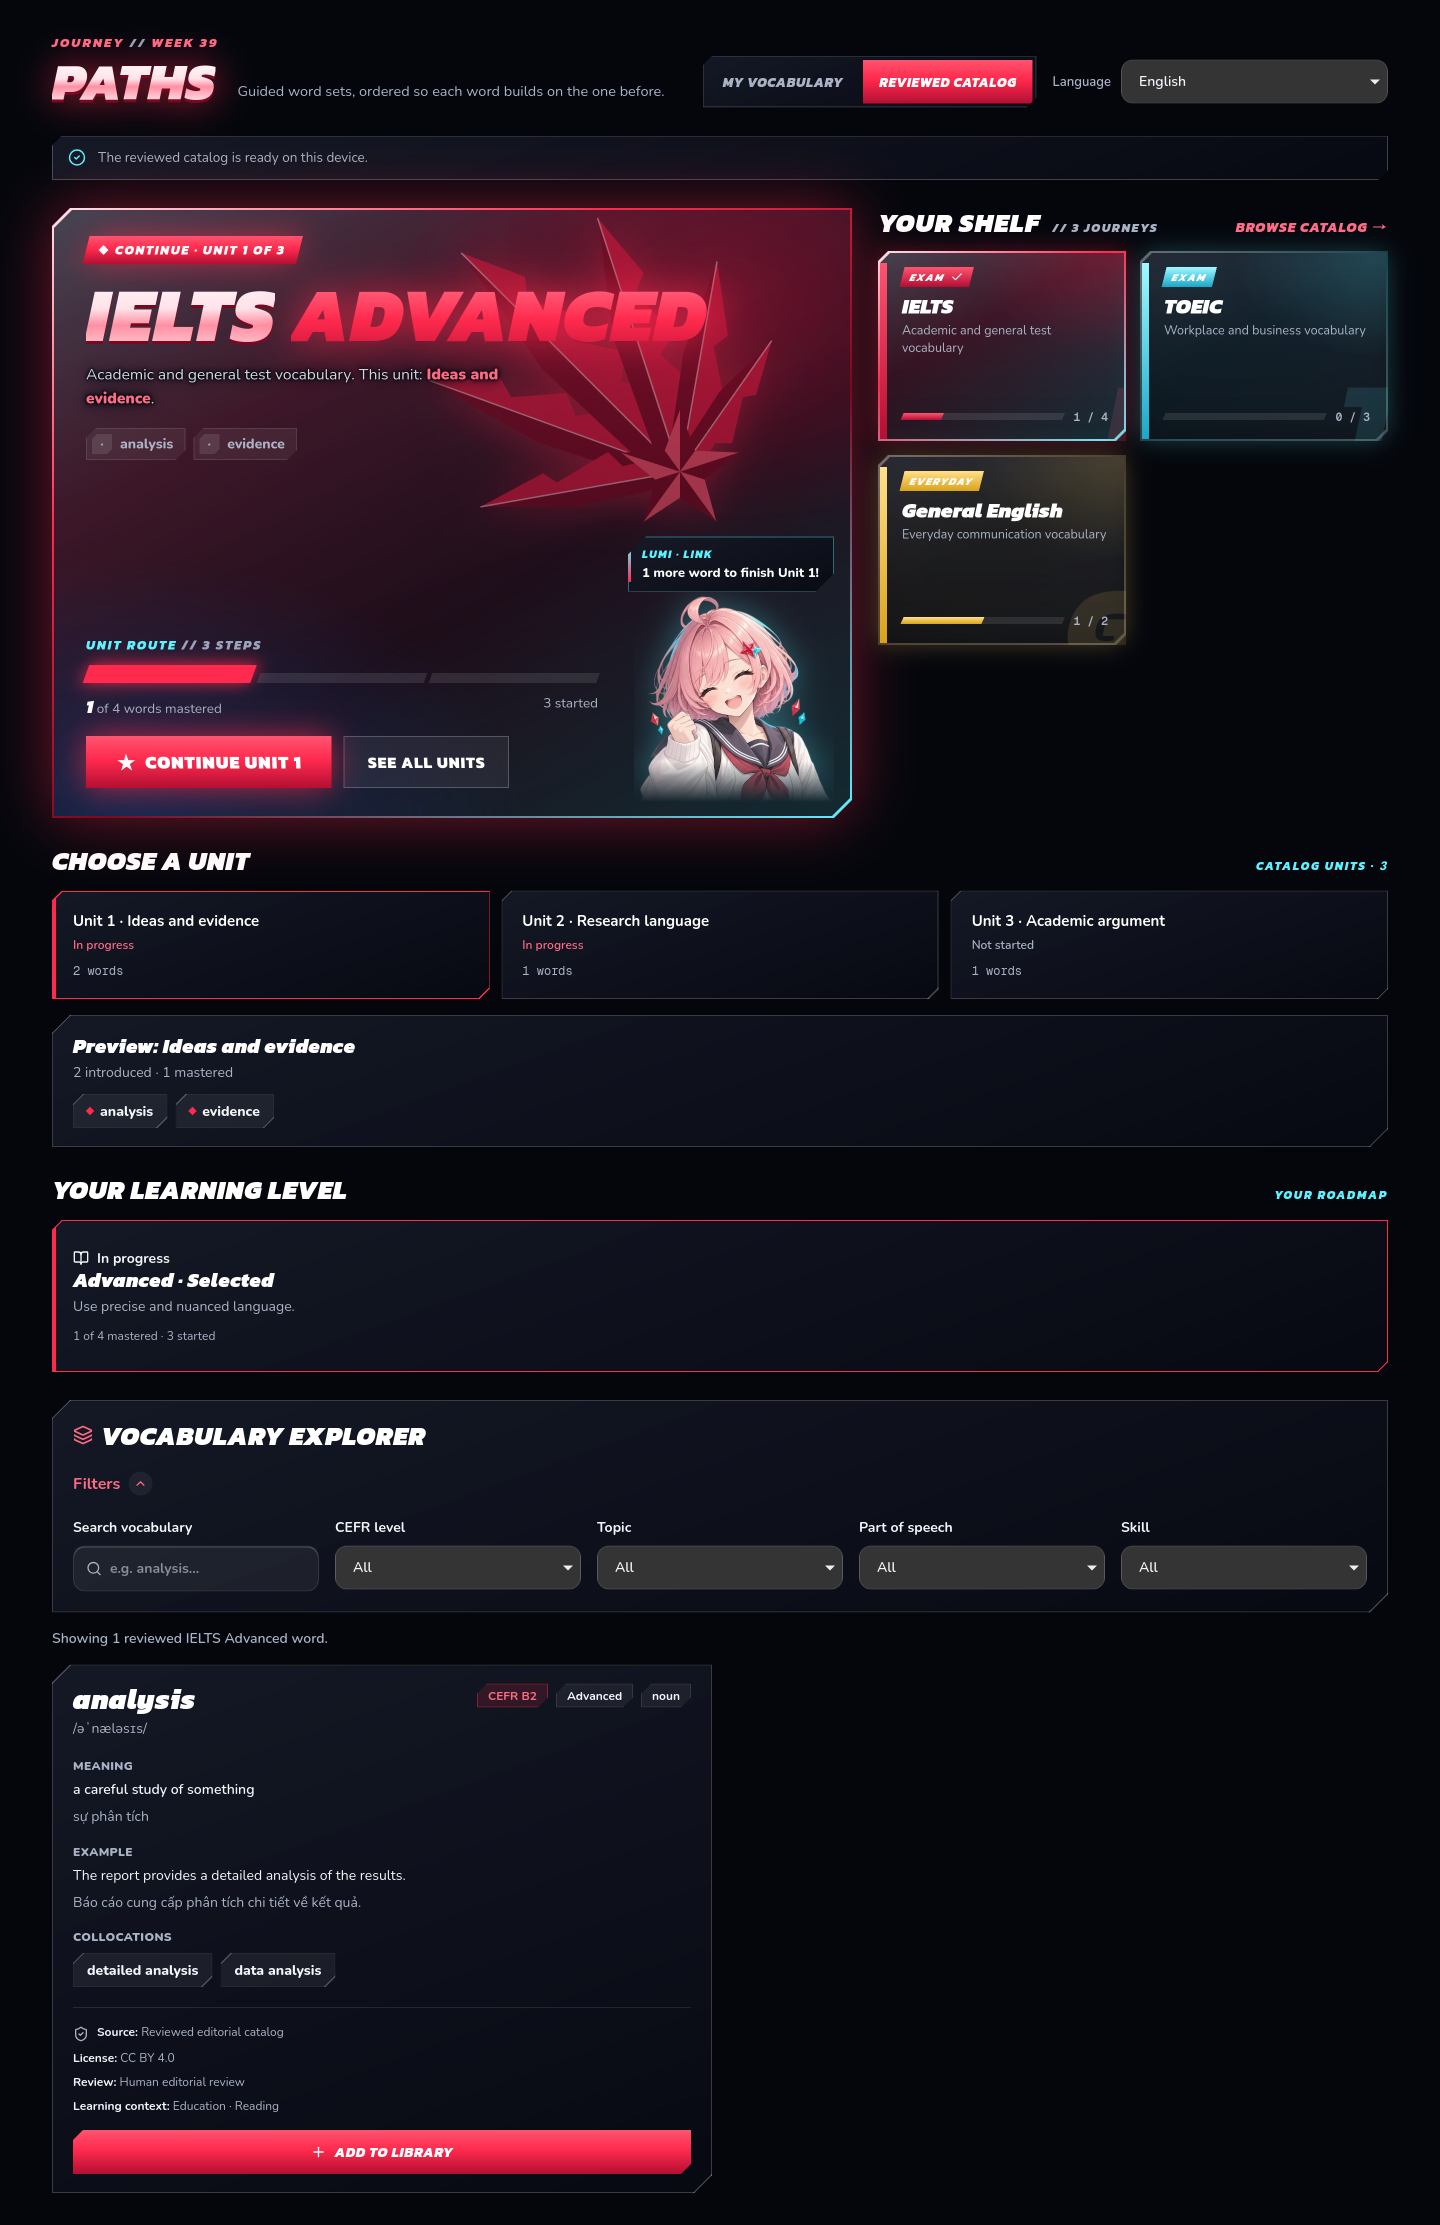 JOURNEY // WEEK 39
PATHS
Guided word sets, ordered so each word builds on the one before.
MY VOCABULARY
REVIEWED CATALOG
Language
English
The reviewed catalog is ready on this device.
◆ CONTINUE · UNIT 1 OF 3
IELTS ADVANCED
Academic and general test vocabulary. This unit: Ideas and
evidence.
· analysis
· evidence
LUMI · LINK
1 more word to finish Unit 1!
UNIT ROUTE // 3 STEPS
1 of 4 words mastered
3 started
★ CONTINUE UNIT 1
SEE ALL UNITS
YOUR SHELF // 3 JOURNEYS
BROWSE CATALOG →
EXAM ✓
IELTS
Academic and general test
vocabulary
1 / 4
EXAM
TOEIC
Workplace and business vocabulary
0 / 3
EVERYDAY
General English
Everyday communication vocabulary
1 / 2
CHOOSE A UNIT
CATALOG UNITS · 3
Unit 1 · Ideas and evidence
In progress
2 words
Unit 2 · Research language
In progress
1 words
Unit 3 · Academic argument
Not started
1 words
Preview: Ideas and evidence
2 introduced · 1 mastered
◆ analysis
◆ evidence
YOUR LEARNING LEVEL
YOUR ROADMAP
In progress
Advanced · Selected
Use precise and nuanced language.
1 of 4 mastered · 3 started
VOCABULARY EXPLORER
Filters
Search vocabulary
e.g. analysis...
CEFR level
All
Topic
All
Part of speech
All
Skill
All
Showing 1 reviewed IELTS Advanced word.
analysis
CEFR B2
Advanced
noun
/əˈnæləsɪs/
MEANING
a careful study of something
sự phân tích
EXAMPLE
The report provides a detailed analysis of the results.
Báo cáo cung cấp phân tích chi tiết về kết quả.
COLLOCATIONS
detailed analysis
data analysis
Source: Reviewed editorial catalog
License: CC BY 4.0
Review: Human editorial review
Learning context: Education · Reading
+ ADD TO LIBRARY